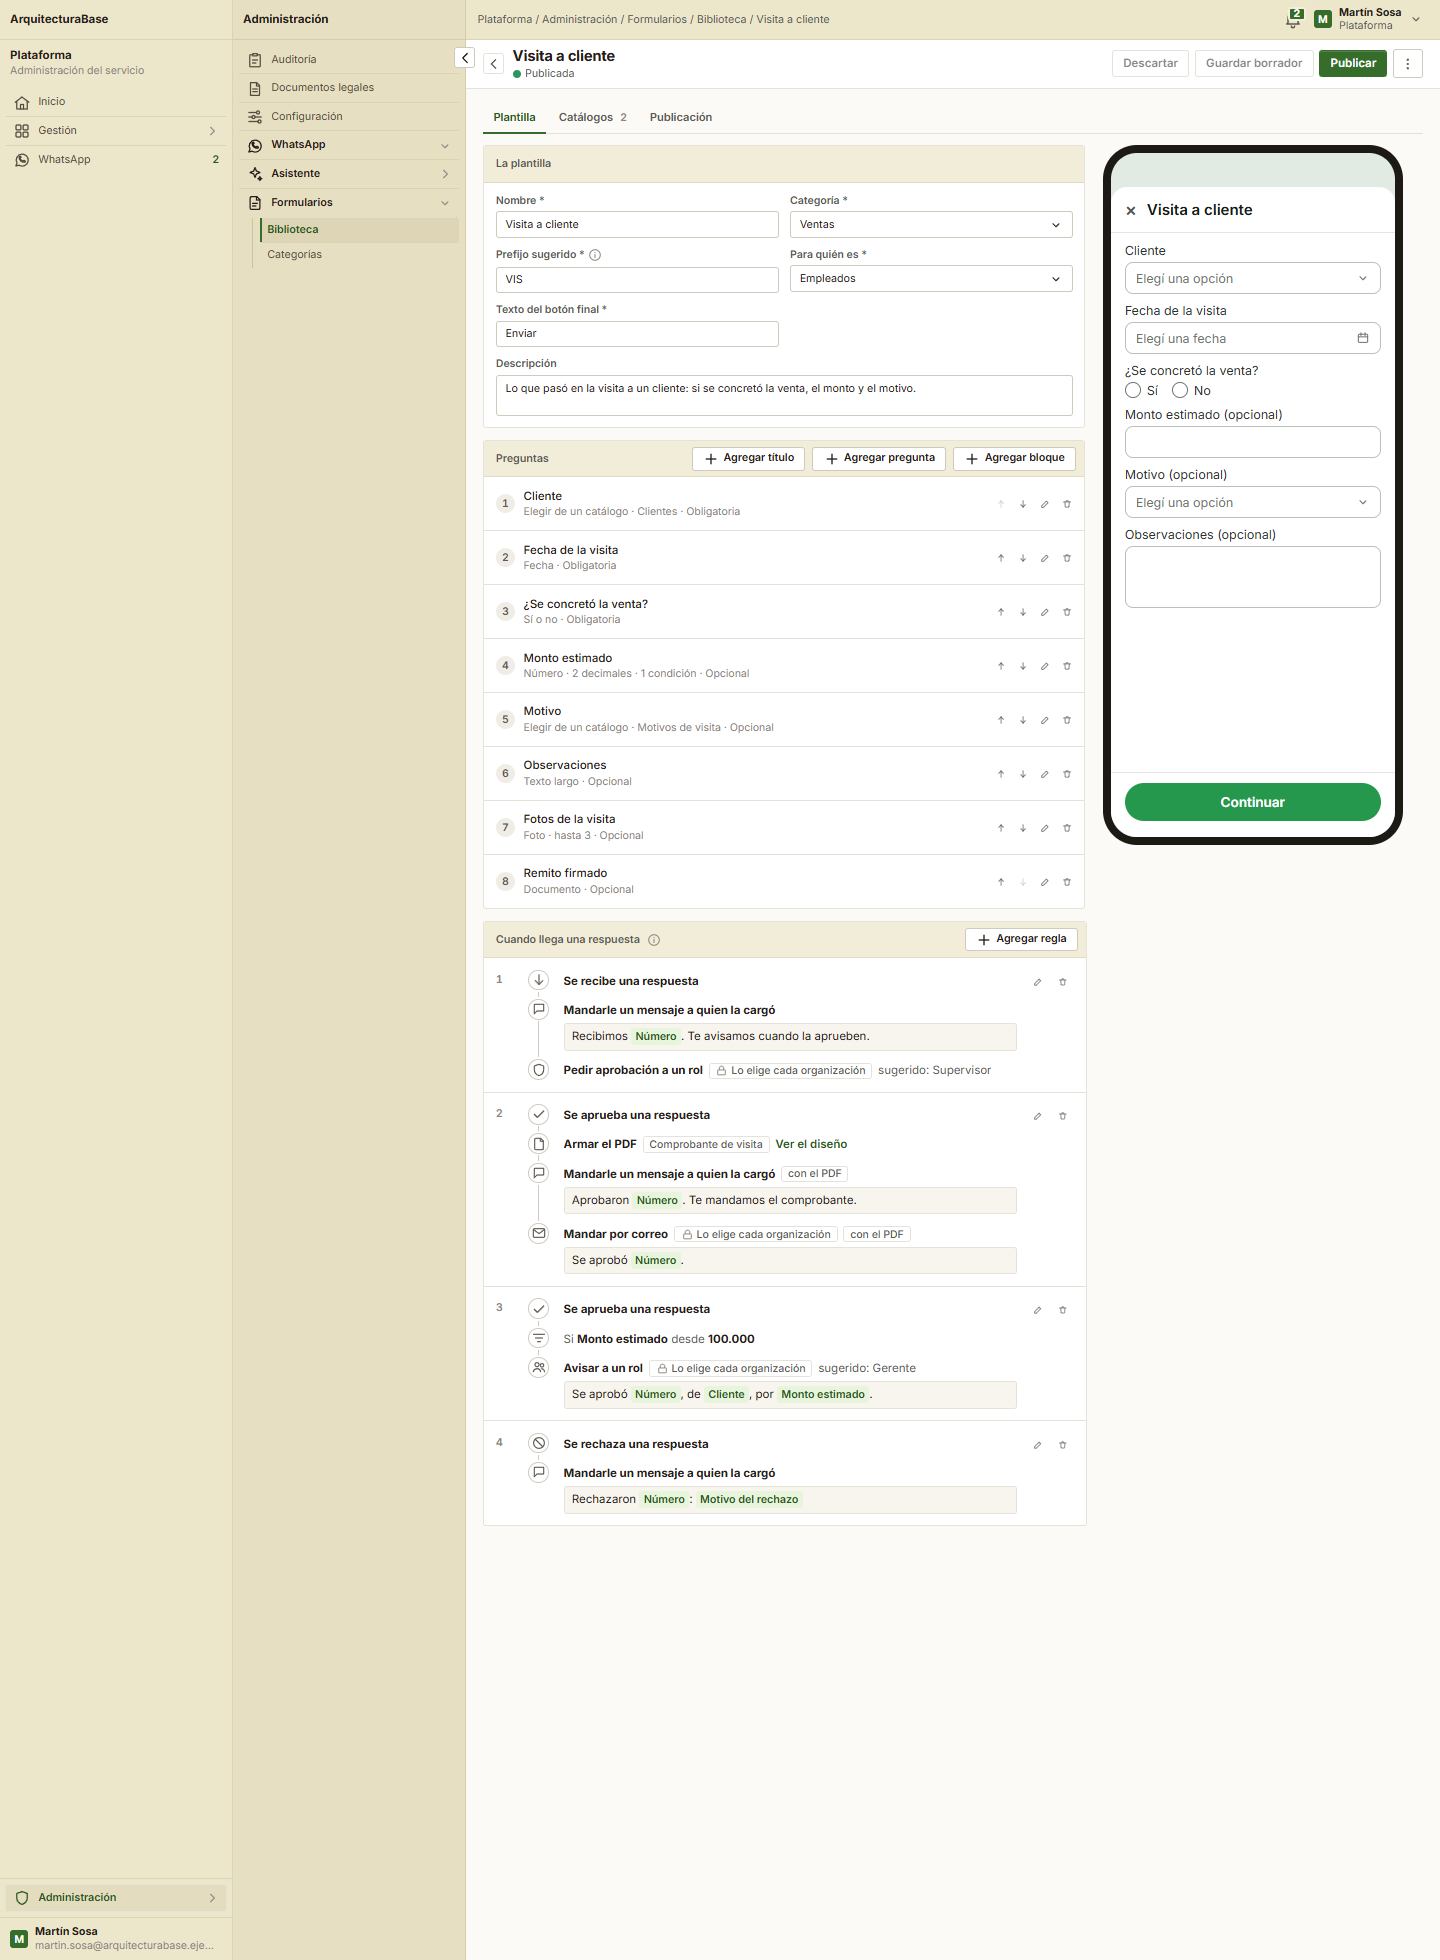 ArquitecturaBase
Plataforma
Administración del servicio
Inicio
Gestión
WhatsApp 2
Administración
Martín Sosa
martin.sosa@arquitecturabase.eje...
M
Administración
Auditoría
Documentos legales
Configuración
WhatsApp
Asistente
Formularios
Biblioteca
Categorías
Plataforma / Administración / Formularios / Biblioteca / Visita a cliente
2
M
Martín Sosa
Plataforma
Visita a cliente
Publicada
Descartar
Guardar borrador
Publicar
Plantilla
Catálogos 2
Publicación
La plantilla
Nombre *
Visita a cliente
Categoría *
Ventas
Prefijo sugerido *
VIS
Para quién es *
Empleados
Texto del botón final *
Enviar
Descripción
Lo que pasó en la visita a un cliente: si se concretó la venta, el monto y el motivo.
Preguntas
Agregar título
Agregar pregunta
Agregar bloque
1 Cliente
Elegir de un catálogo · Clientes · Obligatoria
2 Fecha de la visita
Fecha · Obligatoria
3 ¿Se concretó la venta?
Sí o no · Obligatoria
4 Monto estimado
Número · 2 decimales · 1 condición · Opcional
5 Motivo
Elegir de un catálogo · Motivos de visita · Opcional
6 Observaciones
Texto largo · Opcional
7 Fotos de la visita
Foto · hasta 3 · Opcional
8 Remito firmado
Documento · Opcional
Cuando llega una respuesta
Agregar regla
1 Se recibe una respuesta
Mandarle un mensaje a quien la cargó
Recibimos Número . Te avisamos cuando la aprueben.
Pedir aprobación a un rol Lo elige cada organización sugerido: Supervisor
2 Se aprueba una respuesta
Armar el PDF Comprobante de visita Ver el diseño
Mandarle un mensaje a quien la cargó con el PDF
Aprobaron Número . Te mandamos el comprobante.
Mandar por correo Lo elige cada organización con el PDF
Se aprobó Número .
3 Se aprueba una respuesta
Si Monto estimado desde 100.000
Avisar a un rol Lo elige cada organización sugerido: Gerente
Se aprobó Número , de Cliente , por Monto estimado .
4 Se rechaza una respuesta
Mandarle un mensaje a quien la cargó
Rechazaron Número : Motivo del rechazo
Visita a cliente
Cliente
Elegí una opción
Fecha de la visita
Elegí una fecha
¿Se concretó la venta?
Sí No
Monto estimado (opcional)
Motivo (opcional)
Elegí una opción
Observaciones (opcional)
Continuar